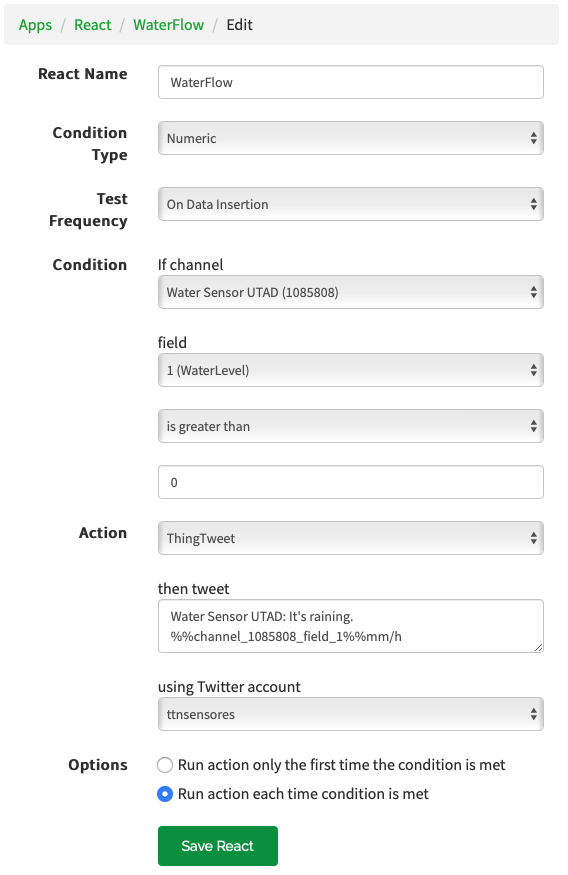 Apps / React / WaterFlow / Edit
React Name
WaterFlow
Condition
Type
Numeric
Test
Frequency
On Data Insertion
Condition
If channel
Water Sensor UTAD (1085808)
field
1 (WaterLevel)
is greater than
0
Action
ThingTweet
then tweet
Water Sensor UTAD: It's raining.
%%channel_1085808_field_1%%mm/h
using Twitter account
ttnsensores
Options
Run action only the first time the condition is met
Run action each time condition is met
Save React